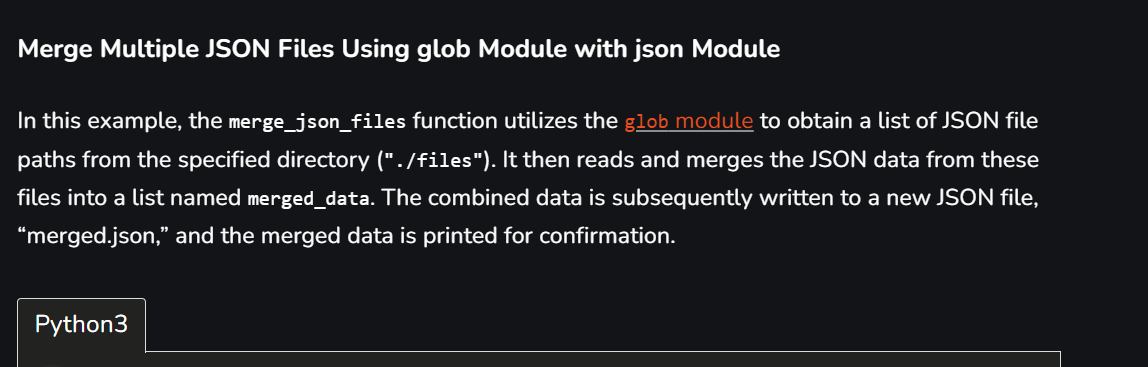 Merge Multiple JSON Files Using glob Module with json Module
In this example, the merge_json_files function utilizes the glob module to obtain a list of JSON file
paths from the specified directory ("./files"). It then reads and merges the JSON data from these
files into a list named merged_data. The combined data is subsequently written to a new JSON file,
“merged.json,” and the merged data is printed for confirmation.
Python3